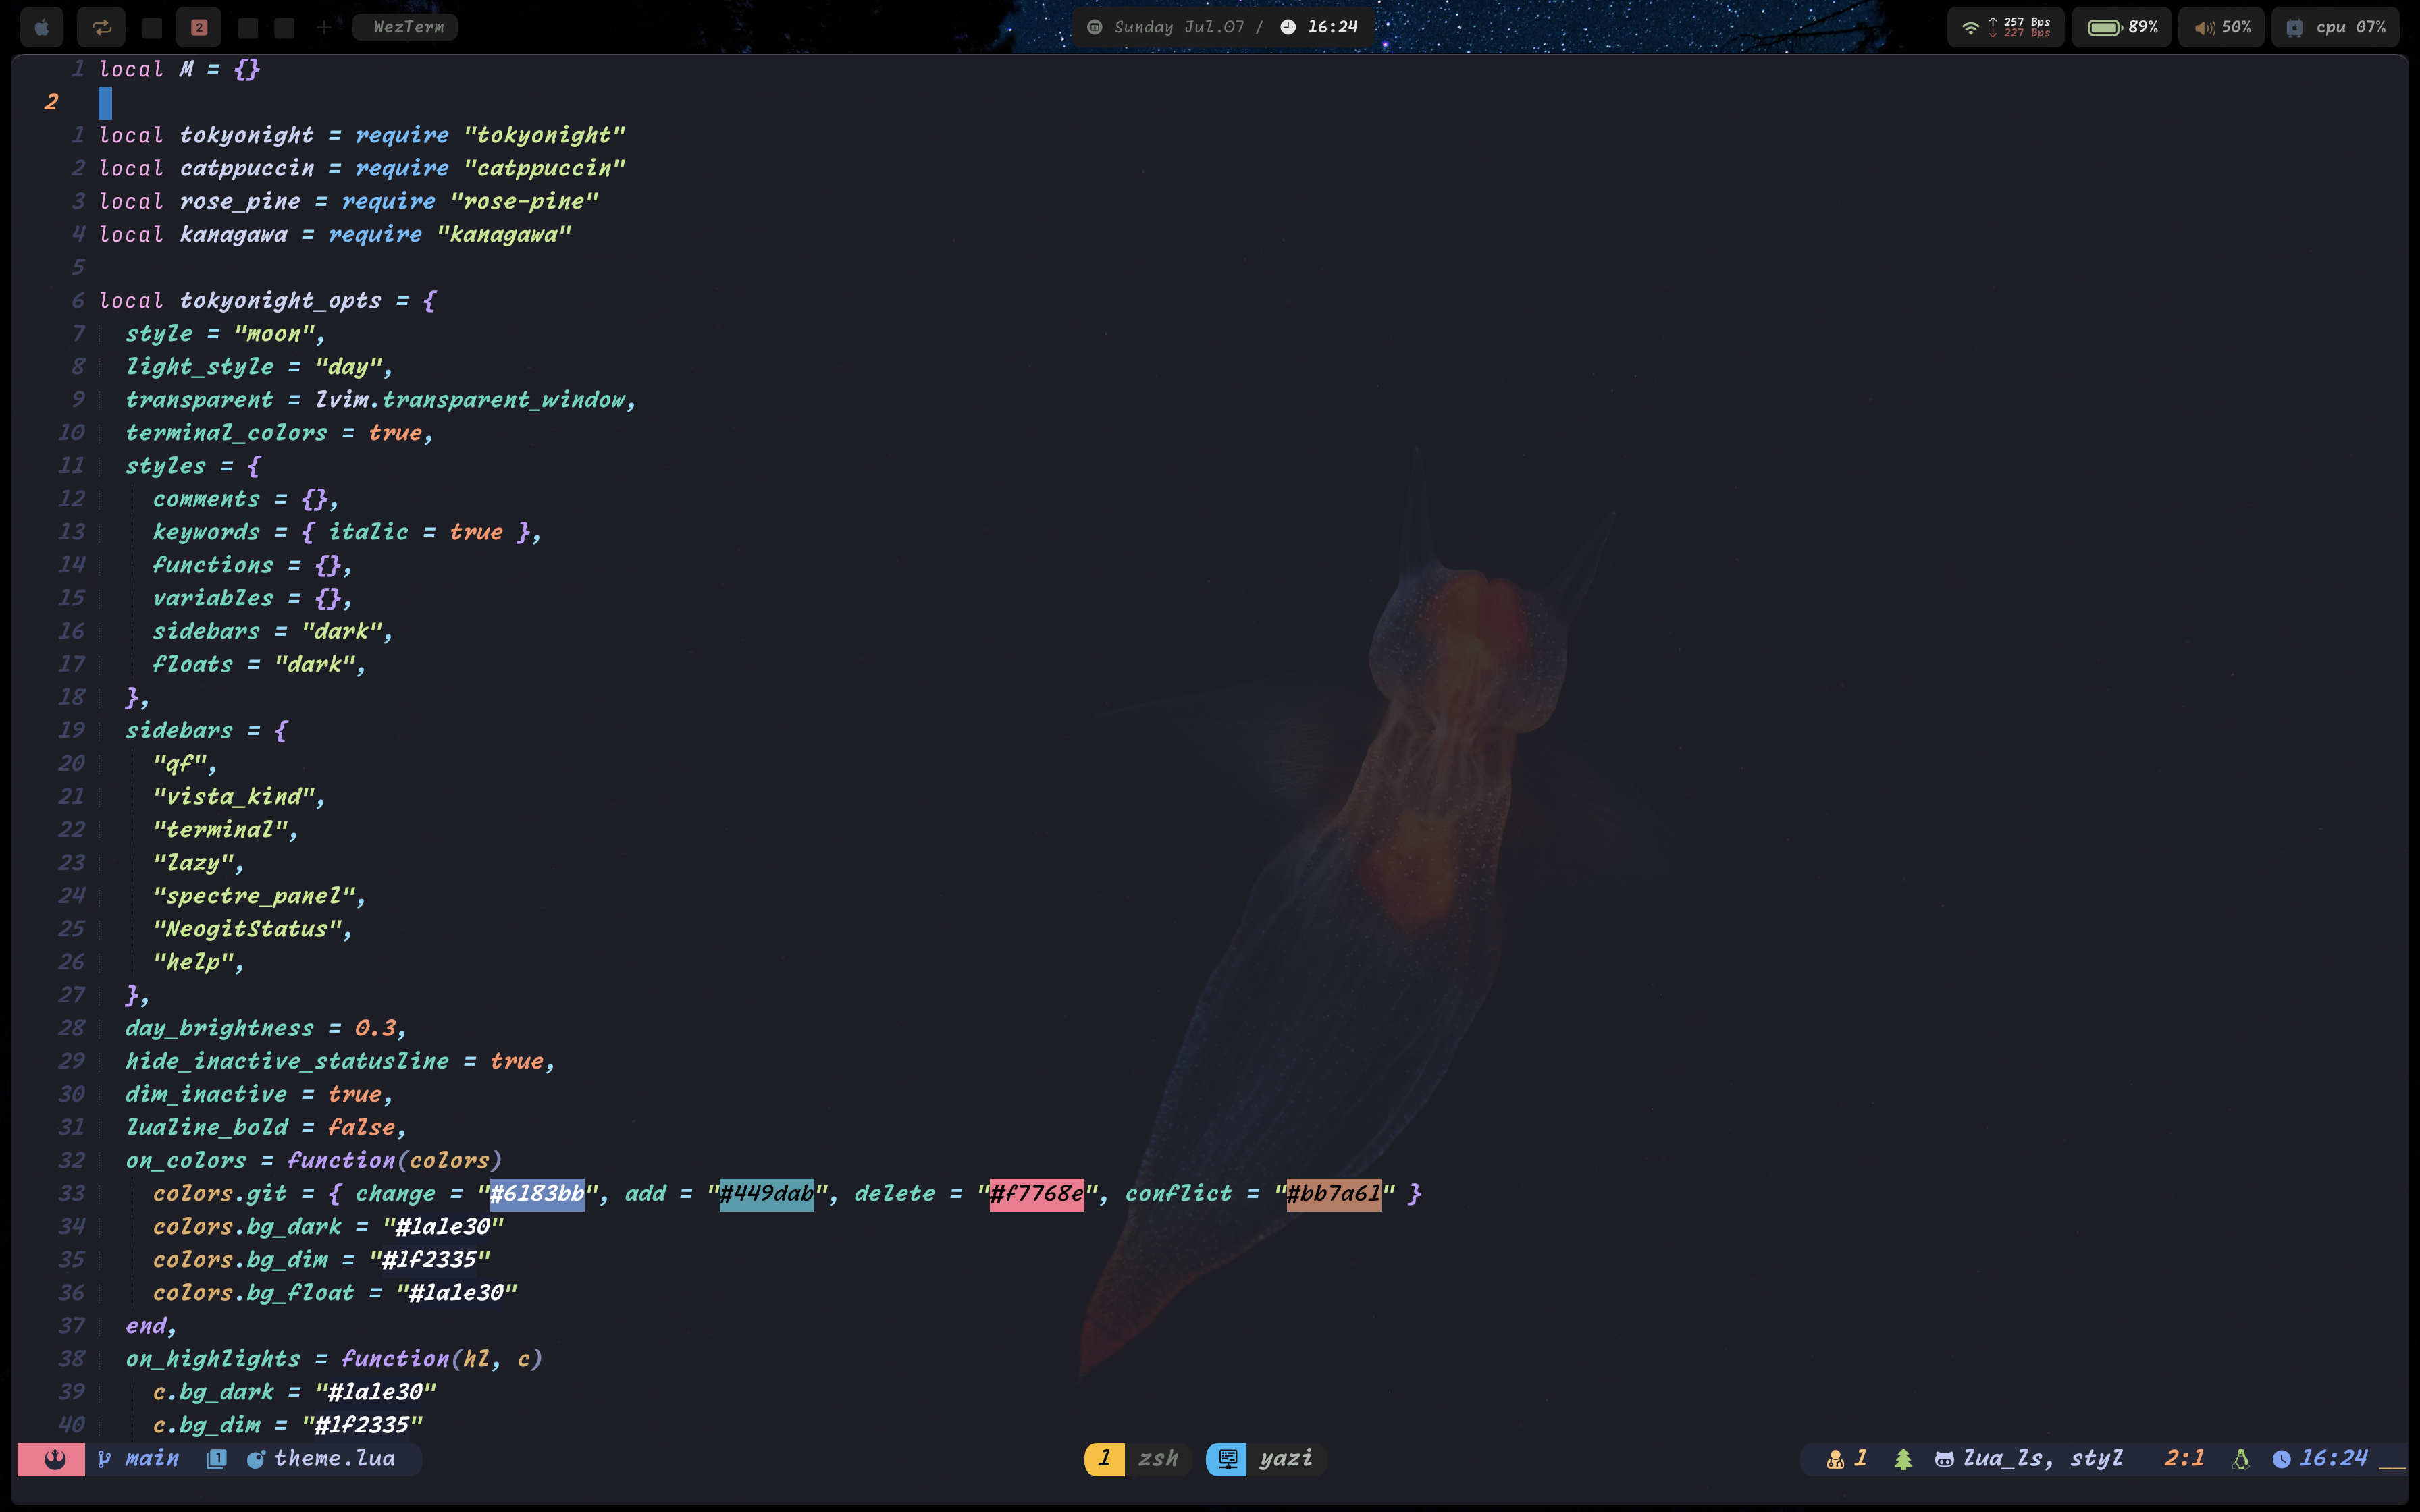 2 + WezTerm Sunday Jul.07 / 16:24 257 Bps 227 Bps 89% 50% cpu 07%
1 local M = {}
2
1 local tokyonight = require "tokyonight"
2 local catppuccin = require "catppuccin"
3 local rose_pine = require "rose-pine"
4 local kanagawa = require "kanagawa"
5
6 local tokyonight_opts = {
7 style = "moon",
8 light_style = "day",
9 transparent = lvim.transparent_window,
10 terminal_colors = true,
11 styles = {
12 comments = {},
13 keywords = { italic = true },
14 functions = {},
15 variables = {},
16 sidebars = "dark",
17 floats = "dark",
18 },
19 sidebars = {
20 "qf",
21 "vista_kind",
22 "terminal",
23 "lazy",
24 "spectre_panel",
25 "NeogitStatus",
26 "help",
27 },
28 day_brightness = 0.3,
29 hide_inactive_statusline = true,
30 dim_inactive = true,
31 lualine_bold = false,
32 on_colors = function(colors)
33 colors.git = { change = "#6183bb", add = "#449dab", delete = "#f7768e", conflict = "#bb7a61" }
34 colors.bg_dark = "#1a1e30"
35 colors.bg_dim = "#1f2335"
36 colors.bg_float = "#1a1e30"
37 end,
38 on_highlights = function(hl, c)
39 c.bg_dark = "#1a1e30"
40 c.bg_dim = "#1f2335"
main 1 theme.lua 1 zsh yazi 1 lua_ls, styl 2:1 16:24 __